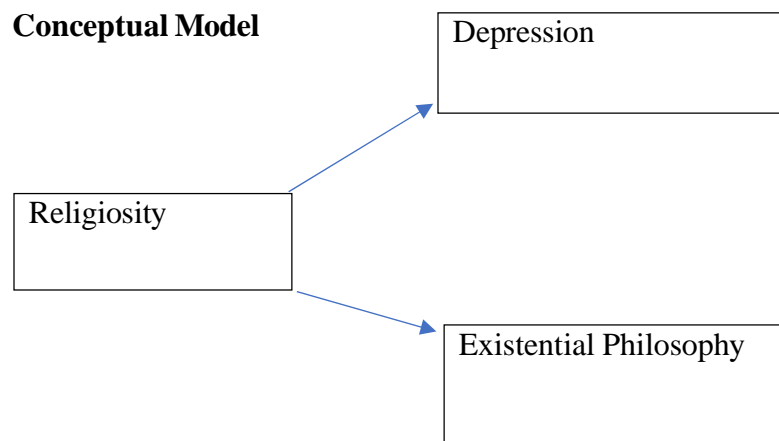 Conceptual Model
Depression
Religiosity
Existential Philosophy